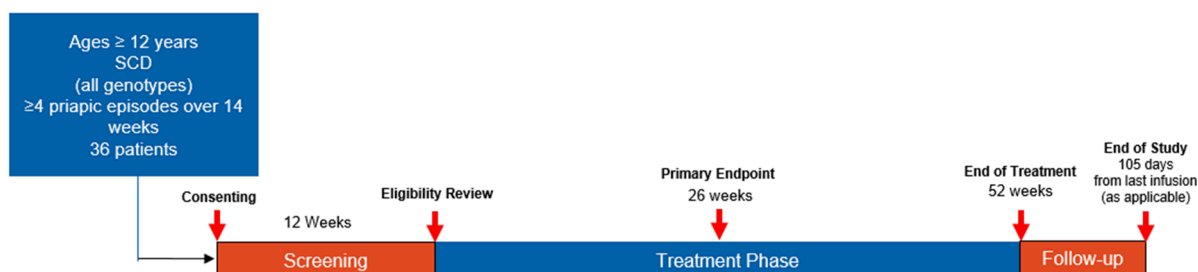 Ages ≥ 12 years
SCD
(all genotypes)
≥4 priapic episodes over 14
weeks
36 patients
Consenting
12 Weeks
Eligibility Review
Primary Endpoint
26 weeks
End of Treatment
52 weeks
End of Study
105 days
from last infusion
(as applicable)
Screening
Treatment Phase
Follow-up